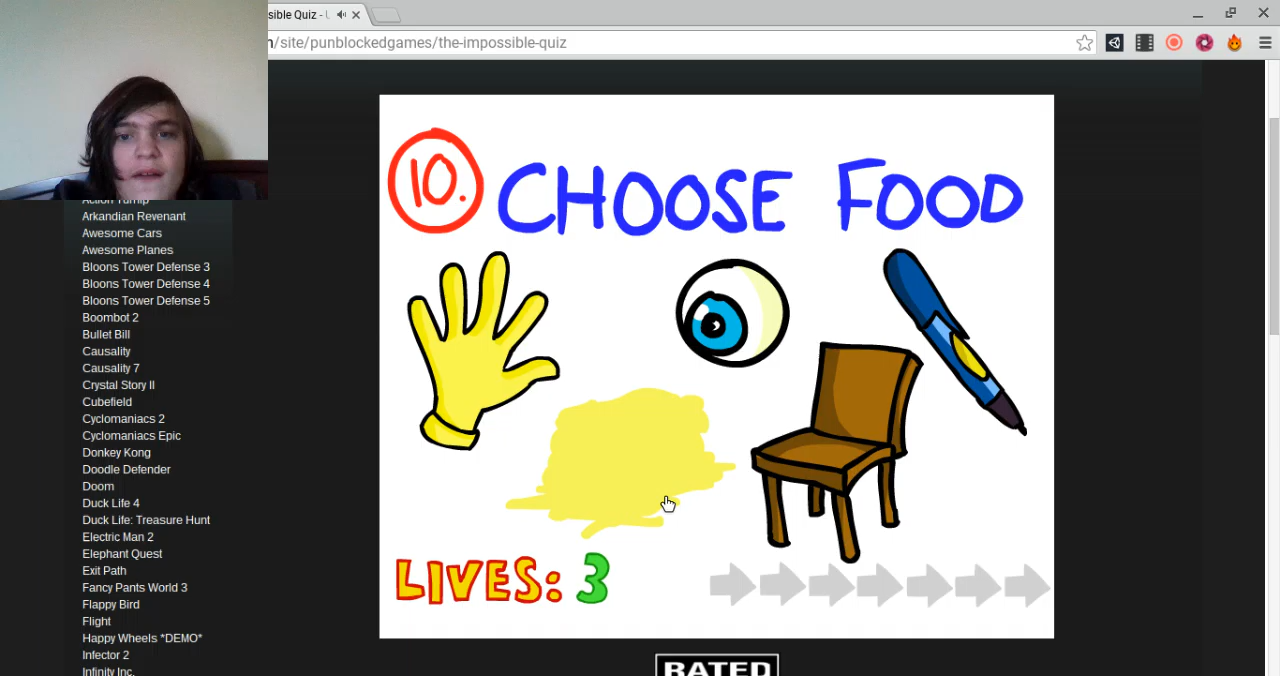 sible Quiz - U
n/site/punblockedgames/the-impossible-quiz
Arkandian Revenant
Awesome Cars
Awesome Planes
Bloons Tower Defense 3
Bloons Tower Defense 4
Bloons Tower Defense 5
Boombot 2
Bullet Bill
Causality
Causality 7
Crystal Story II
Cubefield
Cyclomaniacs 2
Cyclomaniacs Epic
Donkey Kong
Doodle Defender
Doom
Duck Life 4
Duck Life: Treasure Hunt
Electric Man 2
Elephant Quest
Exit Path
Fancy Pants World 3
Flappy Bird
Flight
Happy Wheels *DEMO*
Infector 2
Infinity Inc.
10. CHOOSE FOOD
LIVES: 3
RATED